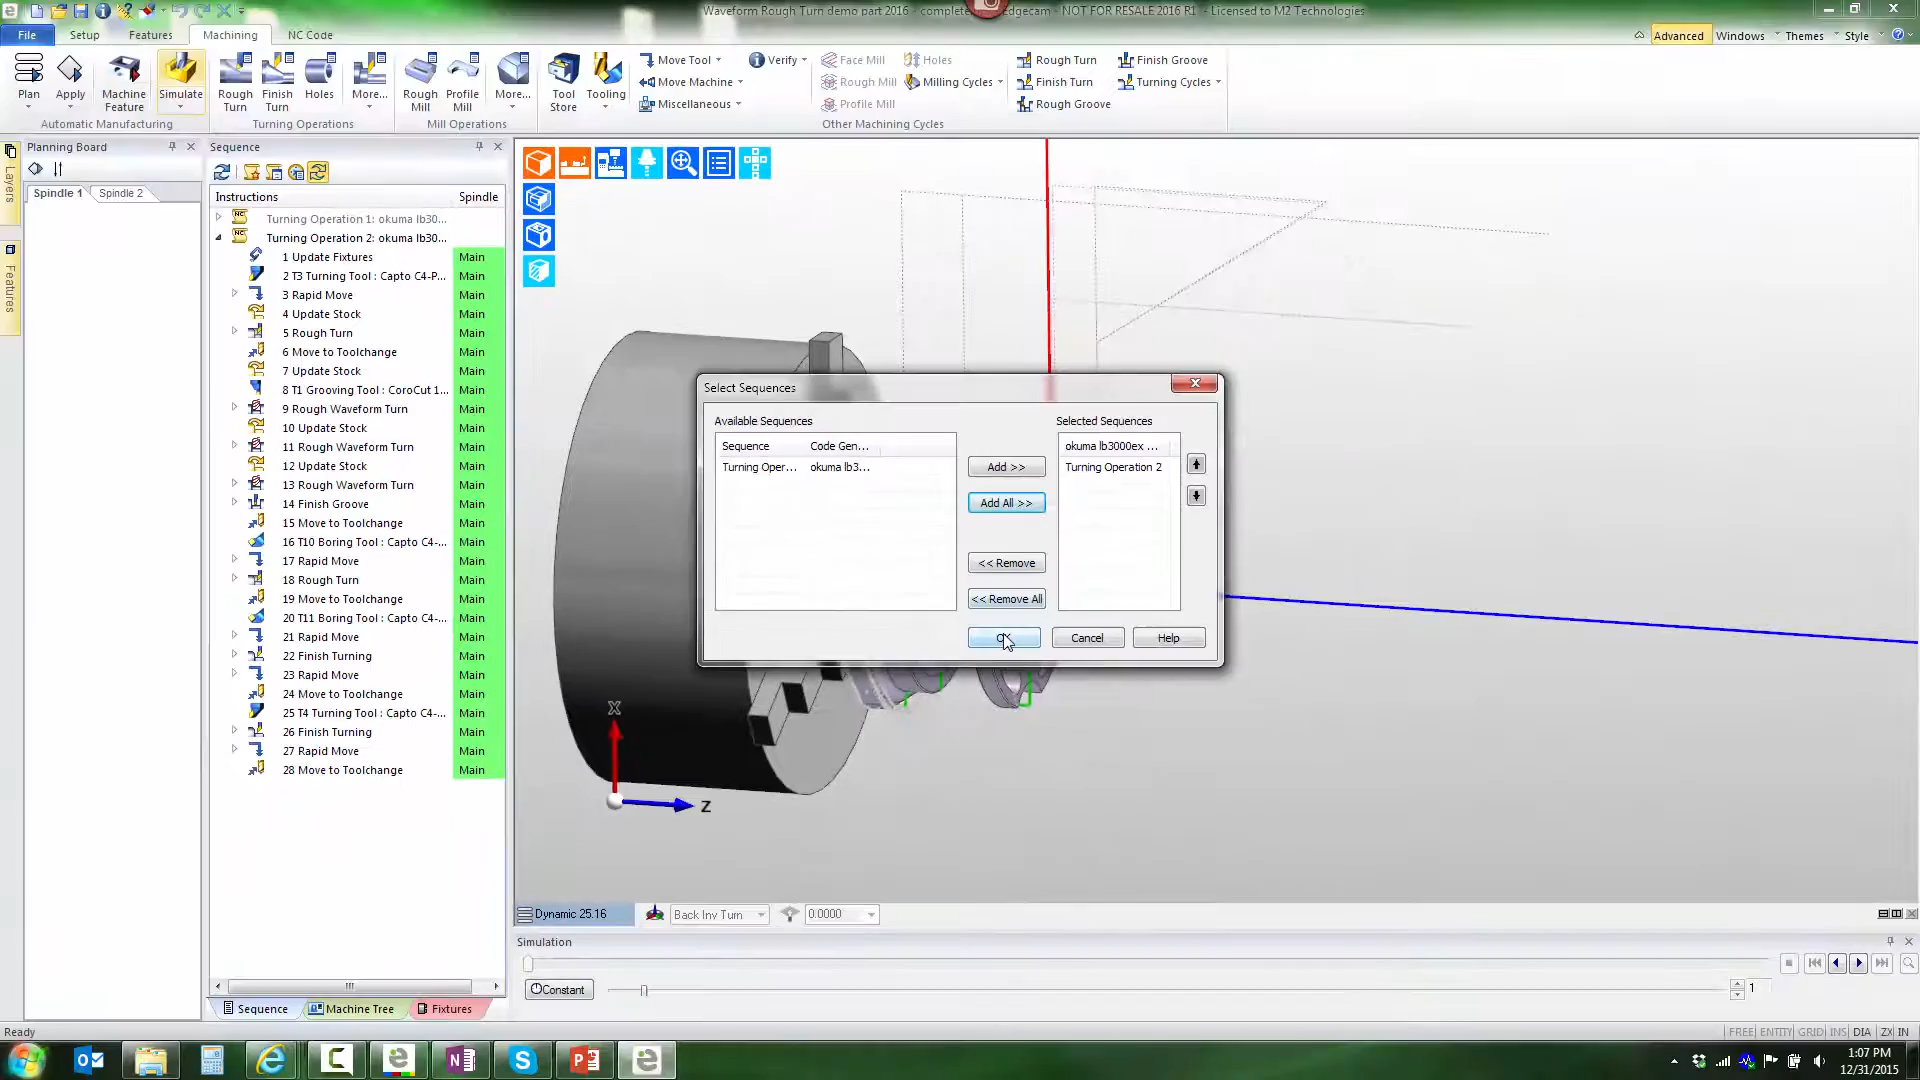 Waveform Rough Turn demo part 2016 - comple
dgecam - NOT FOR RESALE 2016 R1 - Licensed to M2 Technologies
File Setup Features Machining NC Code
Advanced Windows Themes Style
Plan Apply Machine Feature Simulate
Automatic Manufacturing
Rough Turn Finish Turn Holes More...
Turning Operations
Rough Mill Profile Mill More...
Mill Operations
Tool Store Tooling
Move Tool
Move Machine
Miscellaneous
Verify
Face Mill Holes
Rough Mill Milling Cycles
Profile Mill
Rough Turn Finish Groove
Finish Turn Turning Cycles
Rough Groove
Other Machining Cycles
Layers
Features
Planning Board
Spindle 1 Spindle 2
Sequence
Instructions Spindle
Turning Operation 1: okuma lb30...
Turning Operation 2: okuma lb30...
1 Update Fixtures Main
2 T3 Turning Tool : Capto C4-P... Main
3 Rapid Move Main
4 Update Stock Main
5 Rough Turn Main
6 Move to Toolchange Main
7 Update Stock Main
8 T1 Grooving Tool : CoroCut 1... Main
9 Rough Waveform Turn Main
10 Update Stock Main
11 Rough Waveform Turn Main
12 Update Stock Main
13 Rough Waveform Turn Main
14 Finish Groove Main
15 Move to Toolchange Main
16 T10 Boring Tool : Capto C4-... Main
17 Rapid Move Main
18 Rough Turn Main
19 Move to Toolchange Main
20 T11 Boring Tool : Capto C4-... Main
21 Rapid Move Main
22 Finish Turning Main
23 Rapid Move Main
24 Move to Toolchange Main
25 T4 Turning Tool : Capto C4-... Main
26 Finish Turning Main
27 Rapid Move Main
28 Move to Toolchange Main
Sequence Machine Tree Fixtures
Select Sequences
Available Sequences
Sequence Code Gen...
Turning Oper... okuma lb3...
Add >>
Add All >>
<< Remove
<< Remove All
Selected Sequences
okuma lb3000ex ...
Turning Operation 2
Cancel Help
X
Z
Dynamic 25.16 Back Inv Turn 0.0000
Simulation
Constant
1
Ready
FREE ENTITY GRID INS DIA ZX IN
1:07 PM
12/31/2015